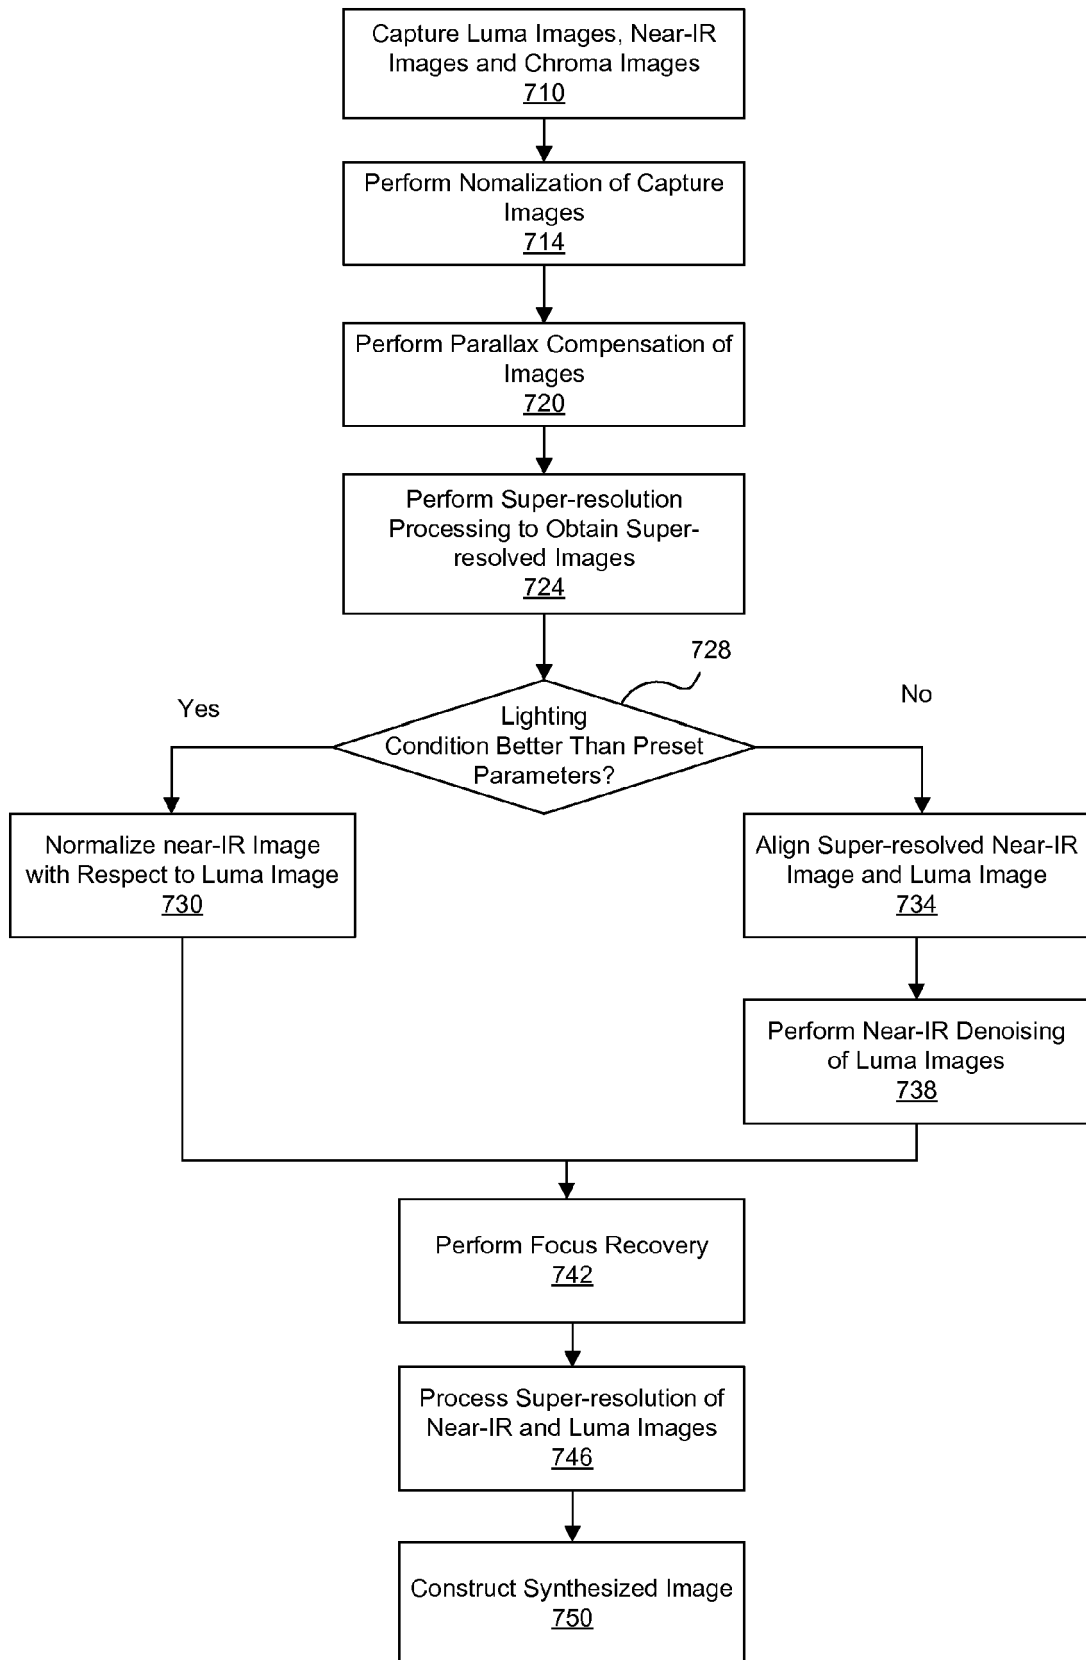 Capture Luma Images, Near-IR
Images and Chroma Images
710
Perform Nomalization of Capture
Images
714
Perform Parallax Compensation of
Images
720
Perform Super-resolution
Processing to Obtain Super-
resolved Images
724
728
Yes
No
Lighting
Condition Better Than Preset
Parameters?
Normalize near-IR Image
with Respect to Luma Image
730
Align Super-resolved Near-IR
Image and Luma Image
734
Perform Near-IR Denoising
of Luma Images
738
Perform Focus Recovery
742
Process Super-resolution of
Near-IR and Luma Images
746
Construct Synthesized Image
750